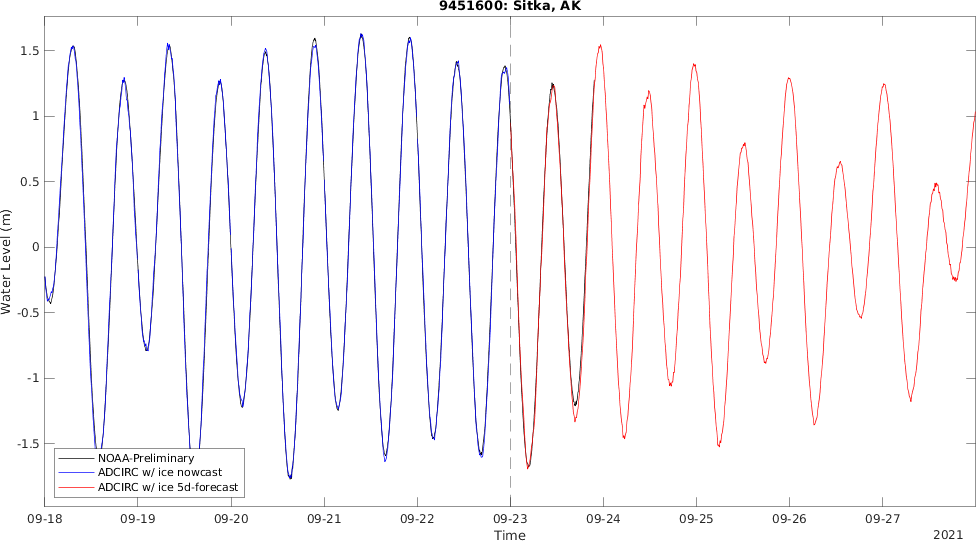 9451600: Sitka, AK
Water Level (m)
1.5
1
0.5
0
-0.5
-1
-1.5
NOAA-Preliminary
ADCIRC w/ ice nowcast
ADCIRC w/ ice 5d-forecast
09-18 09-19 09-20 09-21 09-22 09-23 09-24 09-25 09-26 09-27
Time
2021